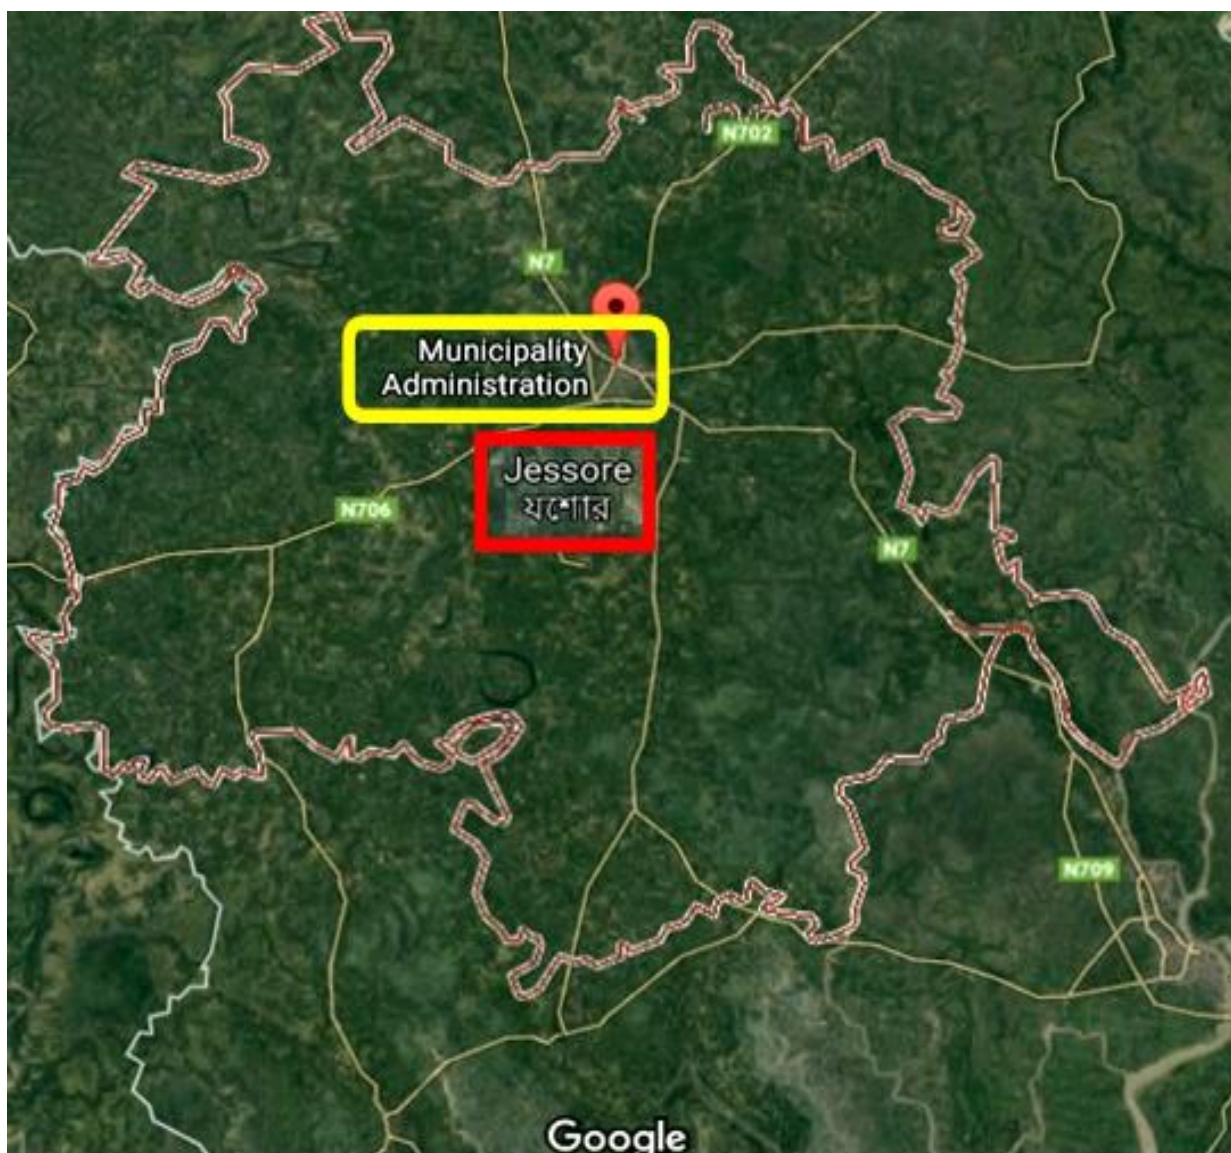 N702
N7
Municipality
Administration
Jessore
যশোর
N706
N7
N709
Google